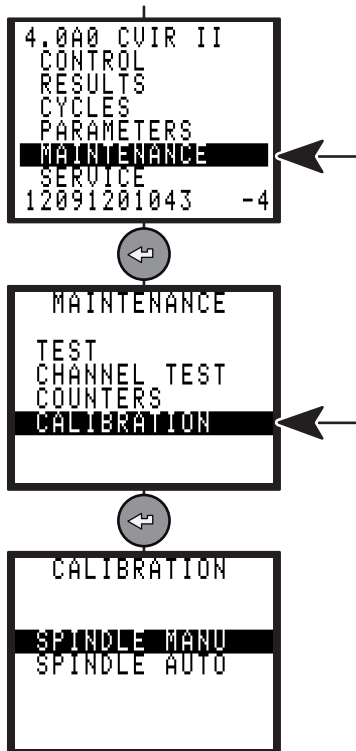 4.0A0 CVIR II
CONTROL
RESULTS
CYCLES
PARAMETERS
MAINTENANCE
SERVICE
12091201043 -4
MAINTENANCE
TEST
CHANNEL TEST
COUNTERS
CALIBRATION
CALIBRATION
SPINDLE MANU
SPINDLE AUTO